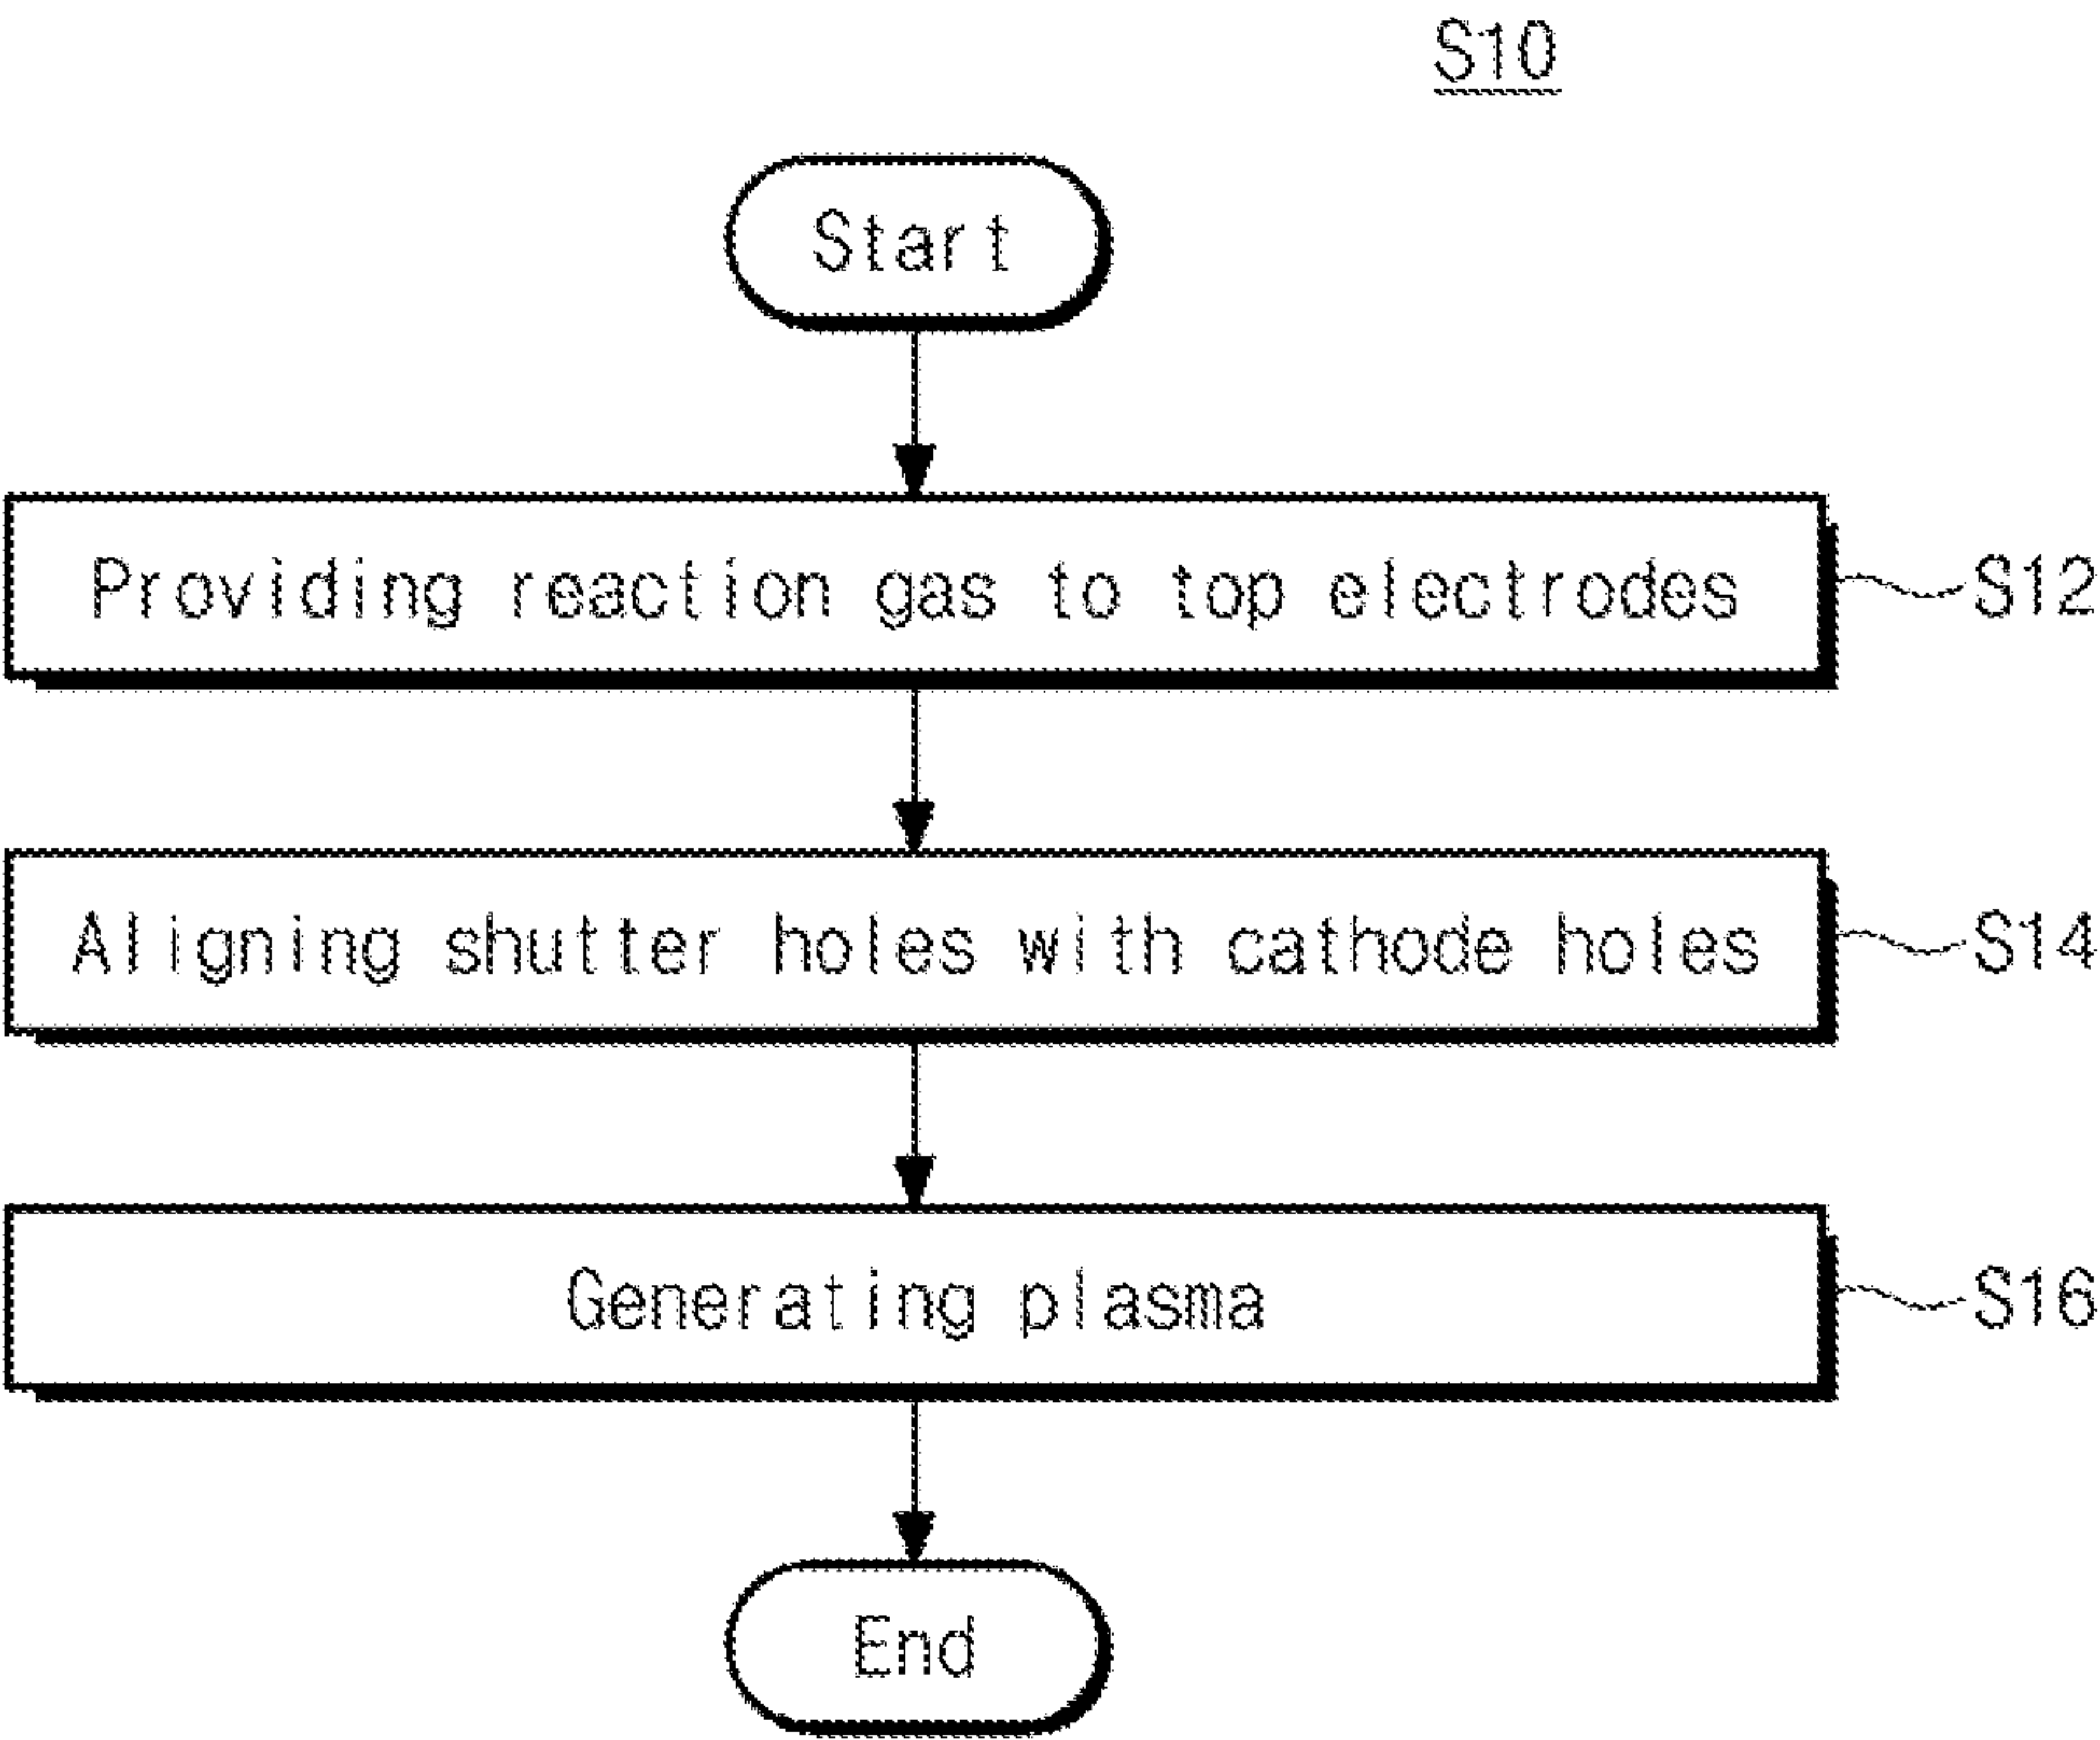 S10
Start
Providing reaction gas to top electrodes
S12
Aligning shutter holes with cathode holes
S14
Generating plasma
S16
End